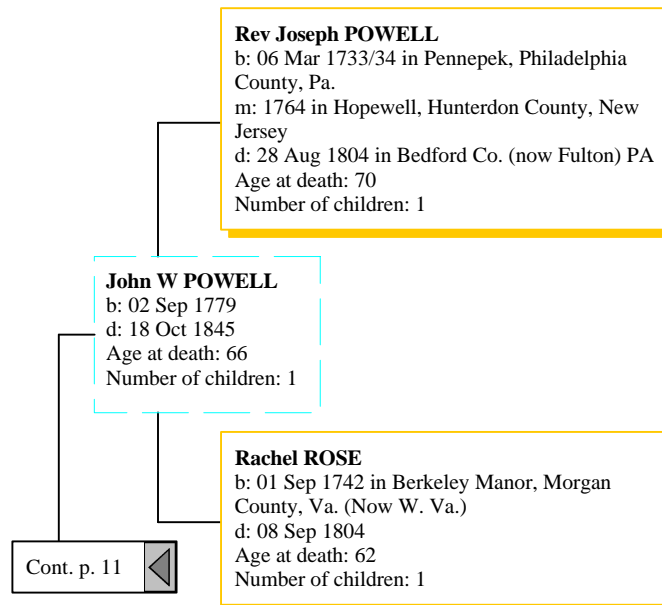 Rev Joseph POWELL
b: 06 Mar 1733/34 in Pennepek, Philadelphia
County, Pa.
m: 1764 in Hopewell, Hunterdon County, New
Jersey
d: 28 Aug 1804 in Bedford Co. (now Fulton) PA
Age at death: 70
Number of children: 1
John W POWELL
b: 02 Sep 1779
d: 18 Oct 1845
Age at death: 66
Number of children: 1
Rachel ROSE
b: 01 Sep 1742 in Berkeley Manor, Morgan
County, Va. (Now W. Va.)
d: 08 Sep 1804
Age at death: 62
Number of children: 1
Cont. p. 11